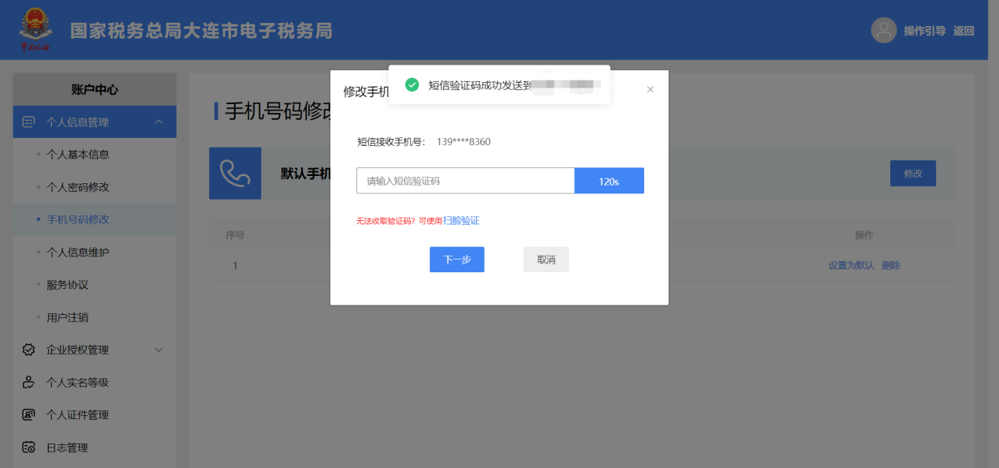 国家税务总局大连市电子税务局
操作引导 返回
账户中心
个人信息管理
个人基本信息
个人密码修改
手机号码修改
个人信息维护
服务协议
用户注销
企业授权管理
个人实名等级
个人证件管理
日志管理
手机号码修改
默认手机
修改
序号 操作
1 设置为默认 删除
短信验证码成功发送到
修改手机
短信接收手机号: 139****8360
请输入短信验证码 120s
无法收取验证码? 可使用扫脸验证
下一步 取消